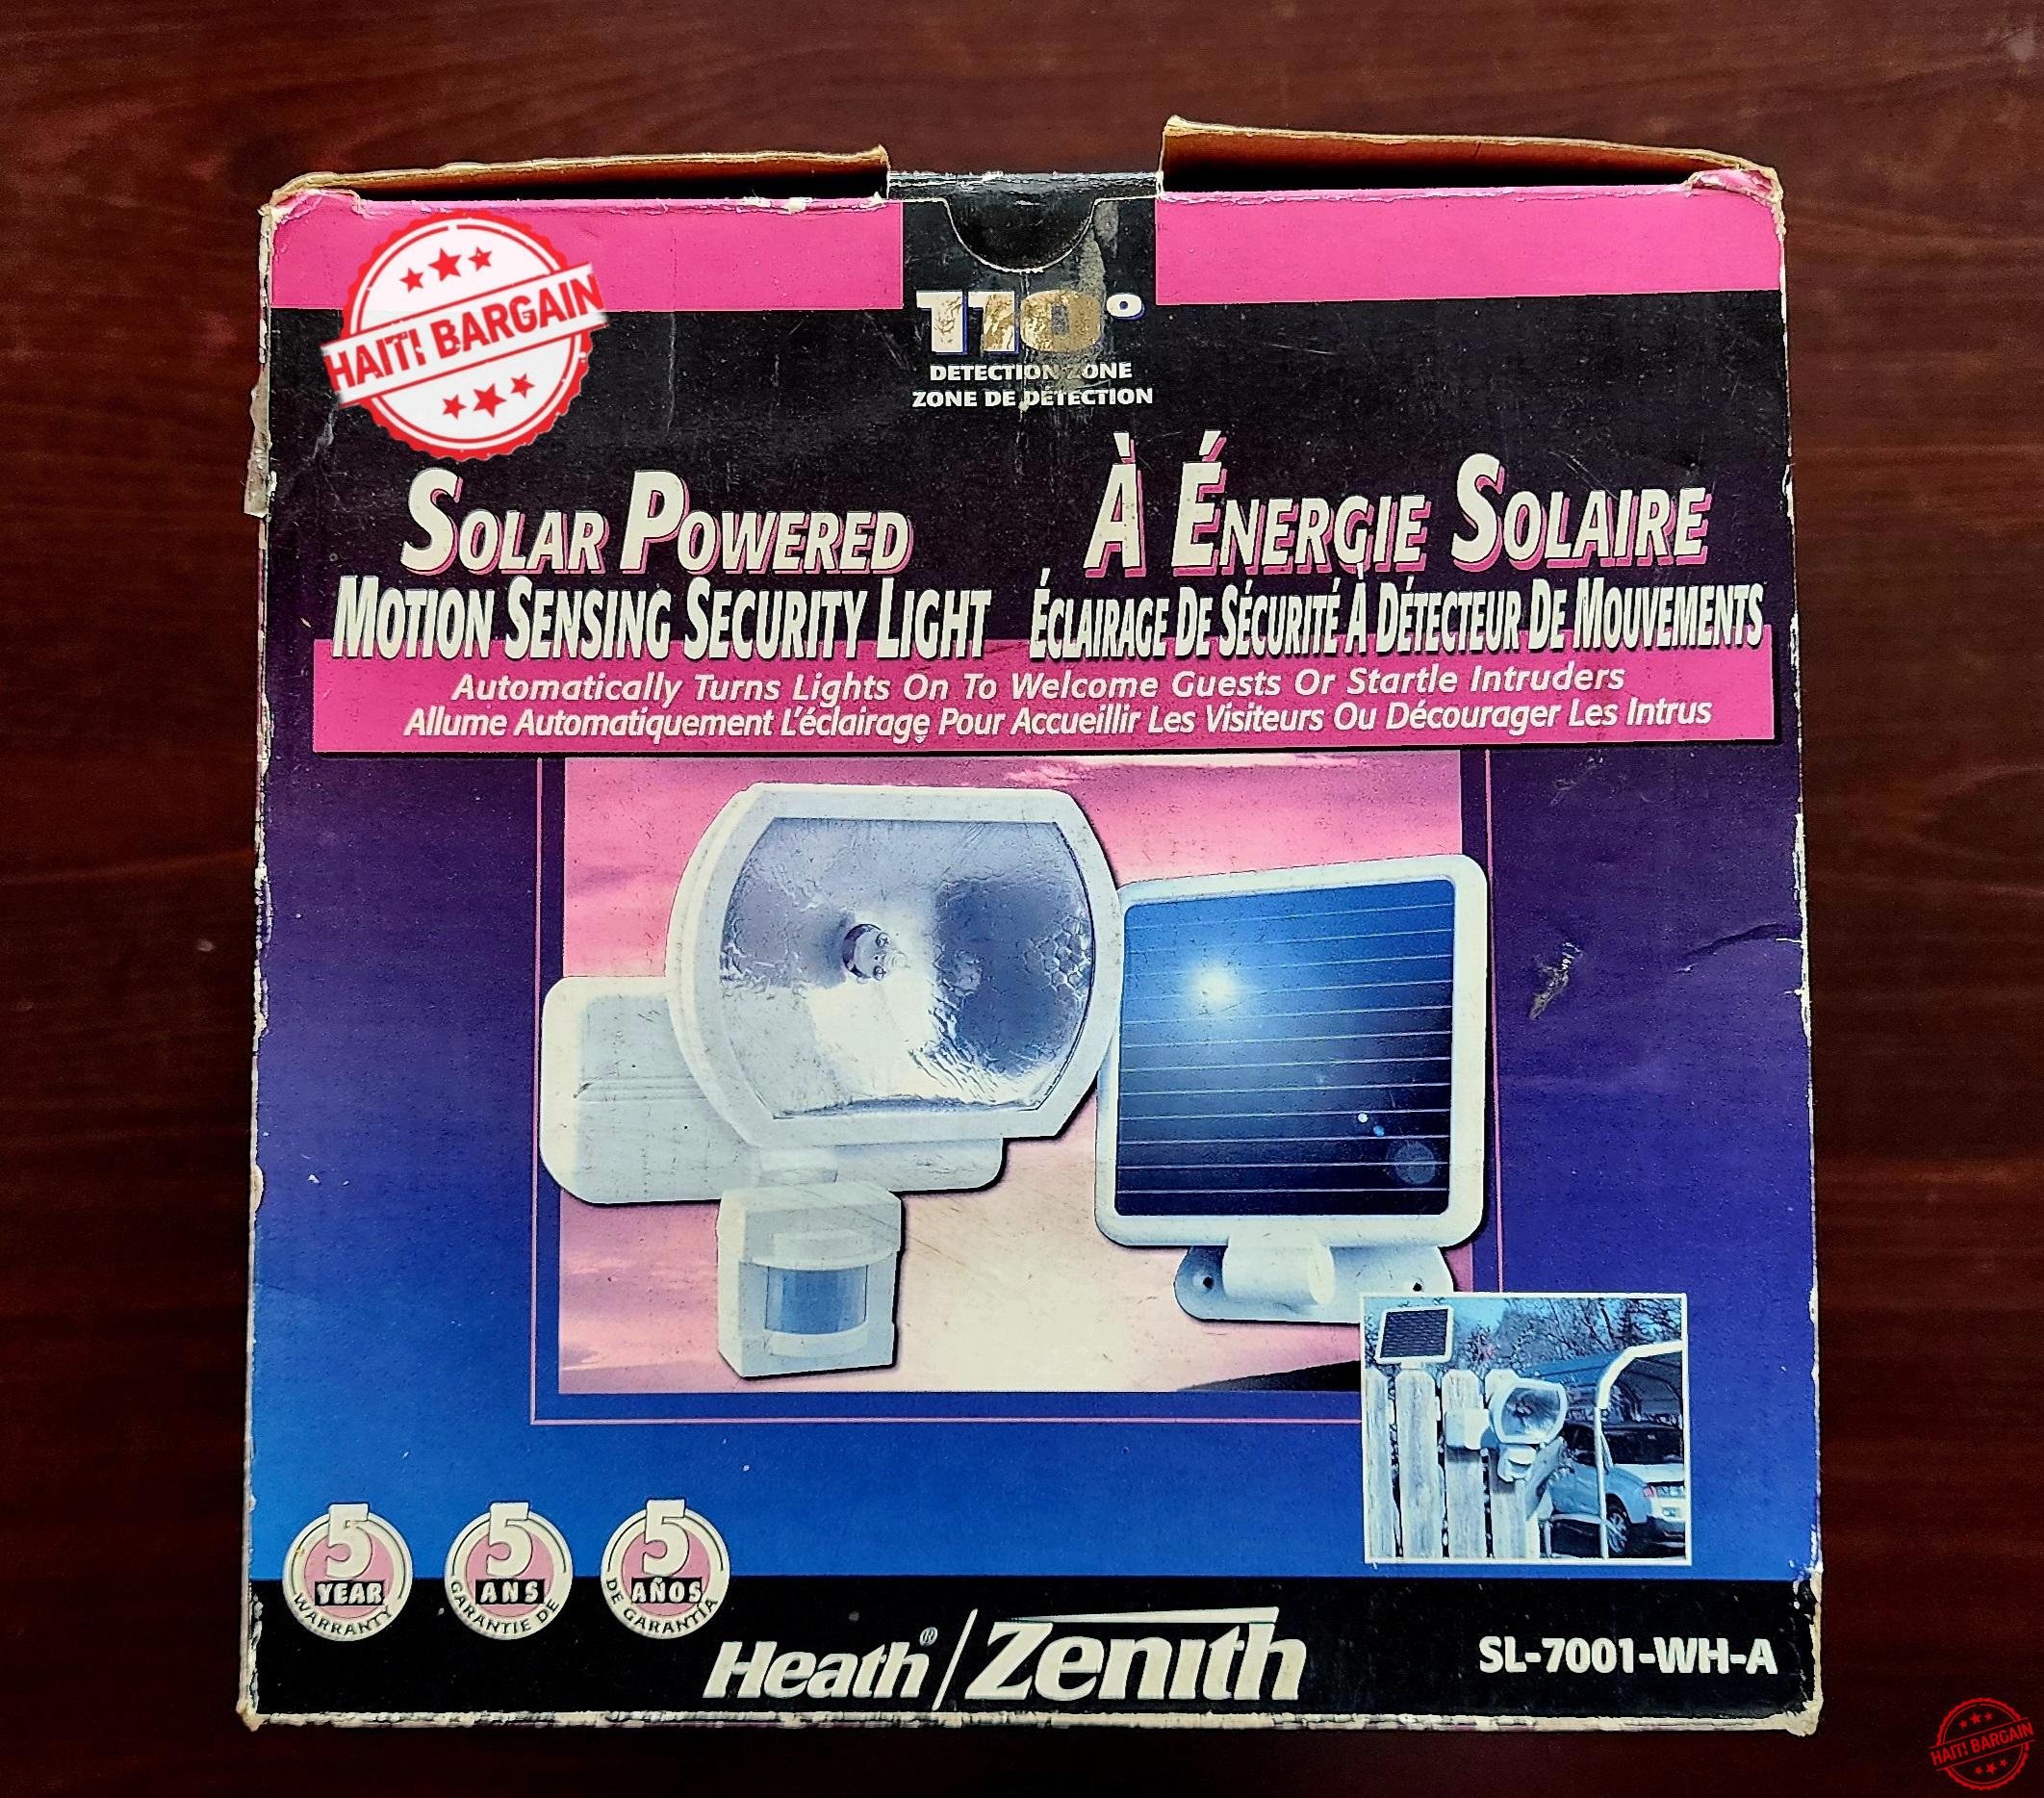 HAITI BARGAIN
110°
DETECTION ZONE
ZONE DE DÉTECTION
SOLAR POWERED
MOTION SENSING SECURITY LIGHT
À ÉNERGIE SOLAIRE
ÉCLAIRAGE DE SÉCURITÉ À DÉTECTEUR DE MOUVEMENTS
Automatically Turns Lights On To Welcome Guests Or Startle Intruders
Allume Automatiquement L'éclairage Pour Accueillir Les Visiteurs Ou Décourager Les Intrus
5
YEAR
WARRANTY
5
ANS
GARANTIE DE
5
AÑOS
DE GARANTÍA
Heath®/Zenith
SL-7001-WH-A
HAITI BARGAIN